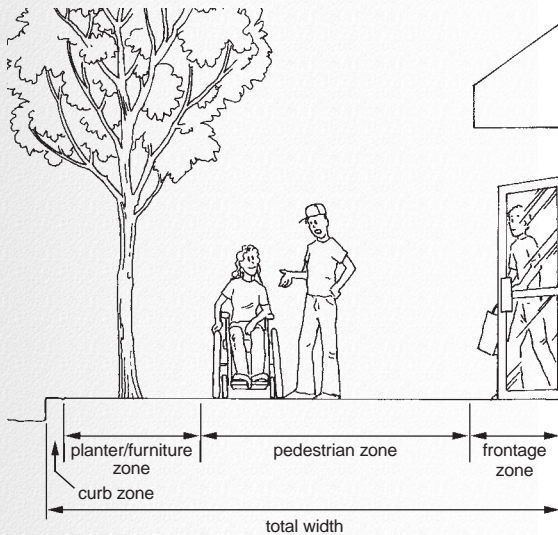 planter/furniture
zone
pedestrian zone
frontage
zone
curb zone
total width